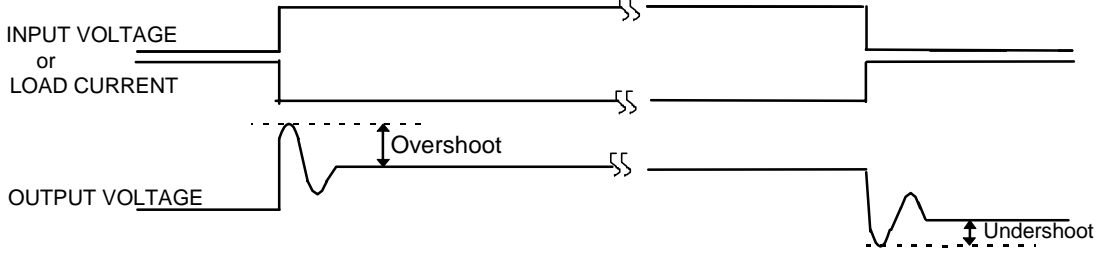 INPUT VOLTAGE
or
LOAD CURRENT
Overshoot
OUTPUT VOLTAGE
Undershoot